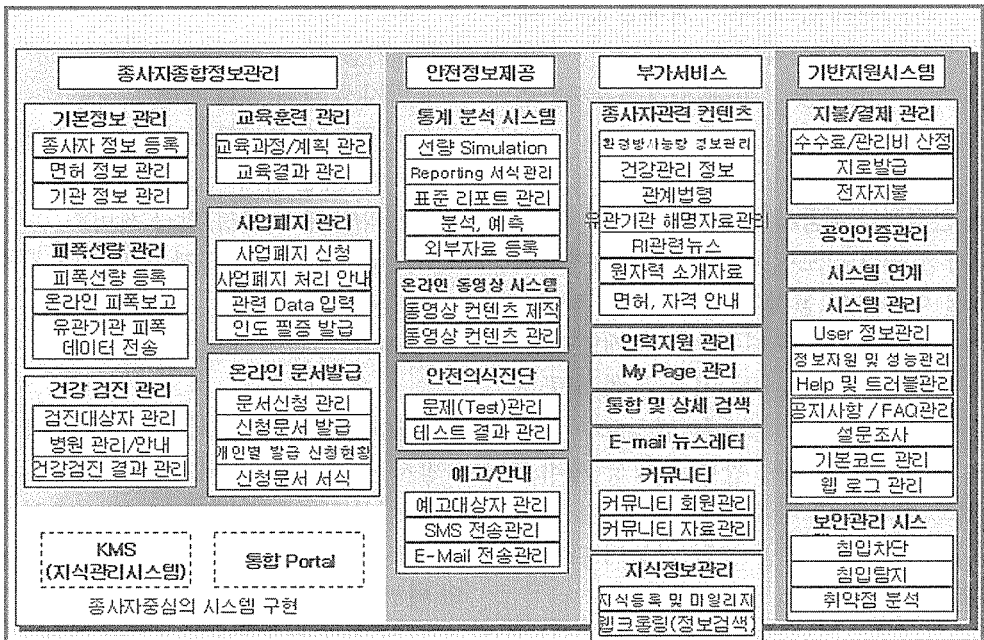 종사자종합정보관리
기본정보 관리
종사자 정보 등록
면허 정보 관리
기관 정보 관리
피폭선량 관리
피폭선량 등록
온라인 피폭보고
유관기관 피폭
데이터 전송
건강 검진 관리
검진대상자 관리
병원 관리/안내
건강검진 결과 관리
교육훈련 관리
교육과정/계획 관리
교육결과 관리
사업폐지 관리
사업폐지 신청
사업폐지 처리 안내
관련 Data 입력
인도 필증 발급
온라인 문서발급
문서신청 관리
신청문서 발급
개인별 발급 신청현황
신청문서 서식
KMS
(지식관리시스템)
통합 Portal
종사자중심의 시스템 구현
안전정보제공
통계 분석 시스템
선량 Simulation
Reporting 서식관리
표준 리포트 관리
분석, 예측
외부자료 등록
온라인 동영상 시스템
동영상 컨텐츠 제작
동영상 컨텐츠 관리
안전의식진단
문제(Test)관리
테스트 결과 관리
예고/안내
예고대상자 관리
SMS 전송관리
E-Mail 전송관리
부가서비스
종사자관련 컨텐츠
환경방사능량 정보관리
건강관리 정보
관계법령
유관기관 해명자료관리
RI관련뉴스
원자력 소개자료
면허, 자격 안내
인력지원 관리
My Page 관리
통합 및 상세 검색
E-mail 뉴스레터
커뮤니티
커뮤니티 회원관리
커뮤니티 자료관리
지식정보관리
지식등록 및 마일리지
웹크롤링(정보검색)
기반지원시스템
지불/결제 관리
수수료/관리비 산정
지로발급
전자지불
공인인증관리
시스템 연계
시스템 관리
User 정보관리
정보지원 및 성능관리
Help 및 트러블관리
공지사항 / FAQ관리
설문조사
기본코드 관리
웹 로그 관리
보안관리 시스
침입차단
침입탐지
취약점 분석